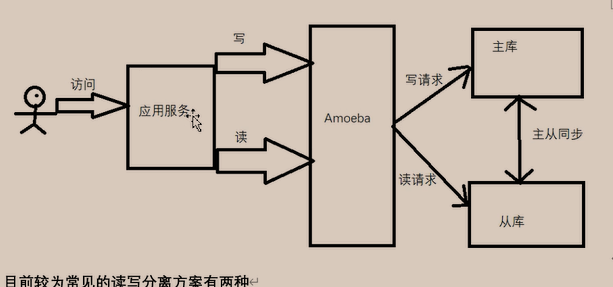 访问
应用服务
写
读
Amoeba
写请求
读请求
主库
主从同步
从库
目前较为常见的读写分离方案有两种